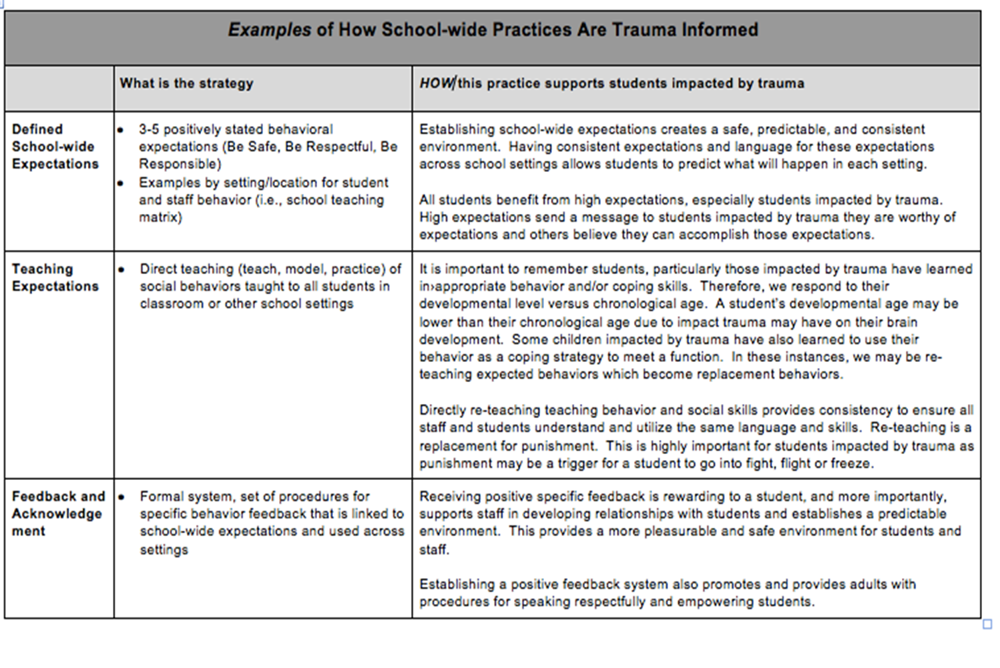 Examples of How School-wide Practices Are Trauma Informed
What is the strategy
HOW this practice supports students impacted by trauma
Defined
School-wide
Expectations
• 3-5 positively stated behavioral
expectations (Be Safe, Be Respectful, Be
Responsible)
• Examples by setting/location for student
and staff behavior (i.e., school teaching
matrix)
Establishing school-wide expectations creates a safe, predictable, and consistent
environment. Having consistent expectations and language for these expectations
across school settings allows students to predict what will happen in each setting.
All students benefit from high expectations, especially students impacted by trauma.
High expectations send a message to students impacted by trauma they are worthy of
expectations and others believe they can accomplish those expectations.
Teaching
Expectations
• Direct teaching (teach, model, practice) of
social behaviors taught to all students in
classroom or other school settings
It is important to remember students, particularly those impacted by trauma have learned
in›appropriate behavior and/or coping skills. Therefore, we respond to their
developmental level versus chronological age. A student's developmental age may be
lower than their chronological age due to impact trauma may have on their brain
development. Some children impacted by trauma have also learned to use their
behavior as a coping strategy to meet a function. In these instances, we may be re-
teaching expected behaviors which become replacement behaviors.
Directly re-teaching teaching behavior and social skills provides consistency to ensure all
staff and students understand and utilize the same language and skills. Re-teaching is a
replacement for punishment. This is highly important for students impacted by trauma as
punishment may be a trigger for a student to go into fight, flight or freeze.
Feedback and
Acknowledge
ment
• Formal system, set of procedures for
specific behavior feedback that is linked to
school-wide expectations and used across
settings
Receiving positive specific feedback is rewarding to a student, and more importantly,
supports staff in developing relationships with students and establishes a predictable
environment. This provides a more pleasurable and safe environment for students and
staff.
Establishing a positive feedback system also promotes and provides adults with
procedures for speaking respectfully and empowering students.